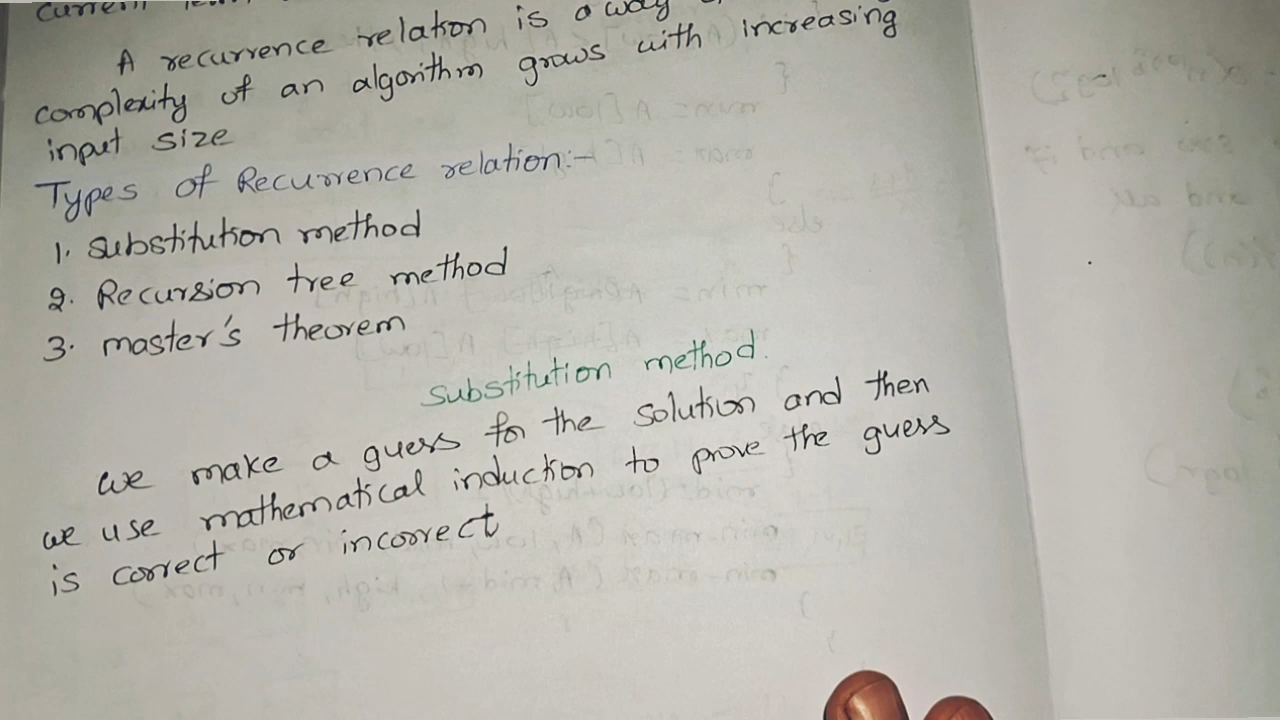 current
A recurrence relation is a way
complexity of an algorithm grows with increasing
input size
Types of Recurrence relation:-
1. substitution method
2. Recursion tree method
3. master's theorem
substitution method.
we make a guess for the solution and then
we use mathematical induction to prove the guess
is correct or incorrect